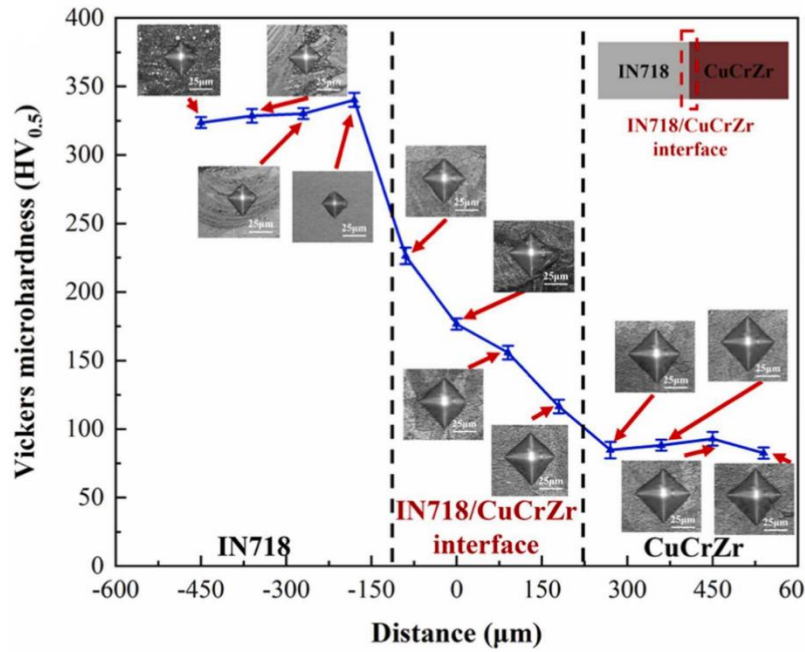 400
350
300
250
200
150
100
50
0
Vickers microhardness (HV0.5)
25μm
25μm
25μm
25μm
25μm
25μm
25μm
25μm
25μm
25μm
25μm
25μm
IN718
CuCrZr
IN718/CuCrZr
interface
IN718
IN718/CuCrZr
interface
CuCrZr
-600
-450
-300
-150
0
150
300
450
60
Distance (μm)